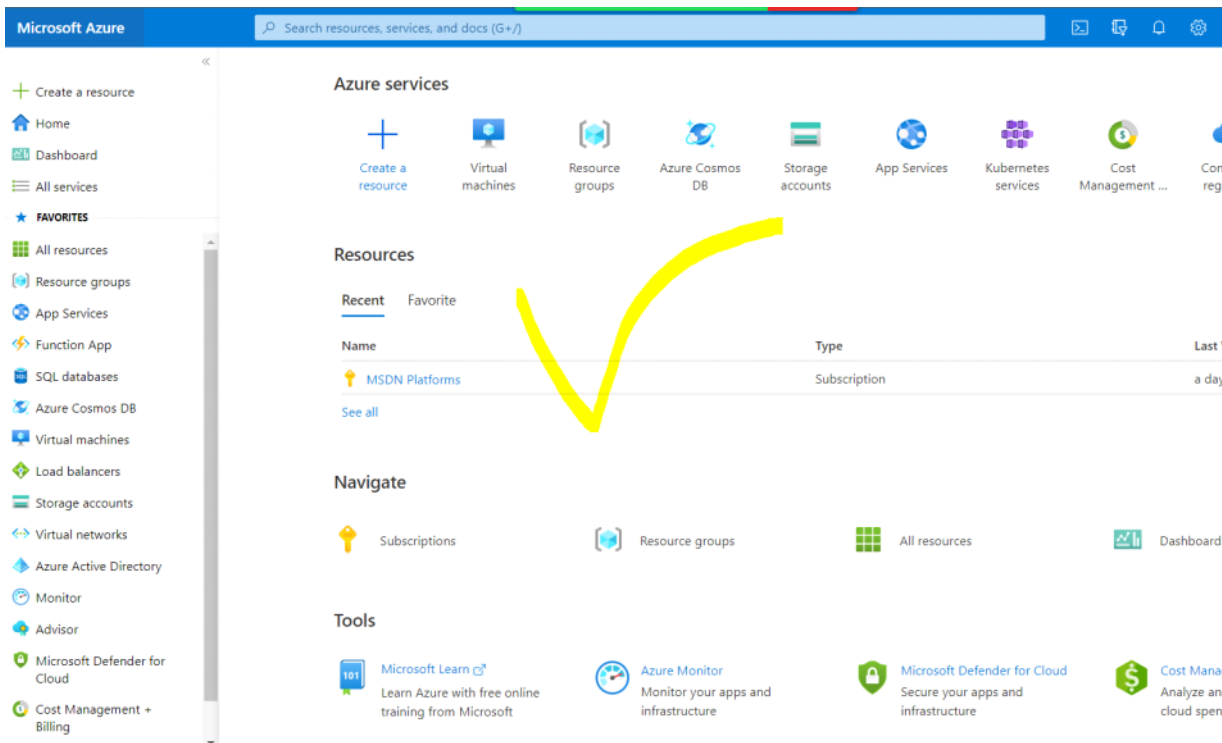 Microsoft Azure
Search resources, services, and docs (G+/)
«
Create a resource
Home
Dashboard
All services
FAVORITES
All resources
Resource groups
App Services
Function App
SQL databases
Azure Cosmos DB
Virtual machines
Load balancers
Storage accounts
Virtual networks
Azure Active Directory
Monitor
Advisor
Microsoft Defender for
Cloud
Cost Management +
Billing
Azure services
Create a
resource
Virtual
machines
Resource
groups
Azure Cosmos
DB
Storage
accounts
App Services
Kubernetes
services
Cost
Management ...
Resources
Recent Favorite
Name Type Last
MSDN Platforms Subscription a day
See all
Navigate
Subscriptions Resource groups All resources Dashboard
Tools
101
Microsoft Learn
Learn Azure with free online
training from Microsoft
Azure Monitor
Monitor your apps and
infrastructure
Microsoft Defender for Cloud
Secure your apps and
infrastructure
Cost
Analyze
cloud